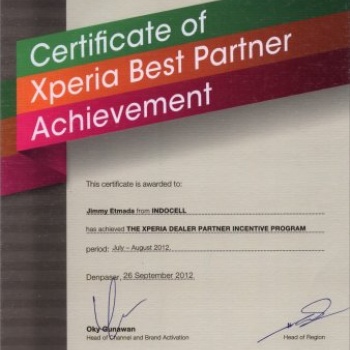 Certificate of
Xperia Best Partner
Achievement
This certificate is awarded to:
Jimmy Etmada from INDOCELL
has achieved THE XPERIA DEALER PARTNER INCENTIVE PROGRAM
period: July – August 2012
Denpasar, 26 September 2012
Oky Gunawan
Head of Channel and Brand Activation
Head of Region